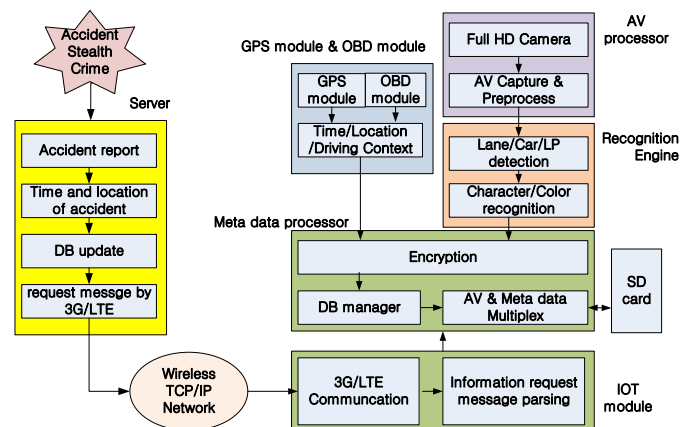 Accident
Stealth
Crime
Server
Accident report
Time and location
of accident
DB update
request messge by
3G/LTE
Wireless
TCP/IP
Network
GPS module & OBD module
GPS
module
OBD
module
Time/Location
/Driving Context
AV
processor
Full HD Camera
AV Capture &
Preprocess
Recognition
Engine
Lane/Car/LP
detection
Character/Color
recognition
Meta data processor
Encryption
DB manager
AV & Meta data
Multiplex
SD
card
3G/LTE
Communcation
Information request
message parsing
IOT
module